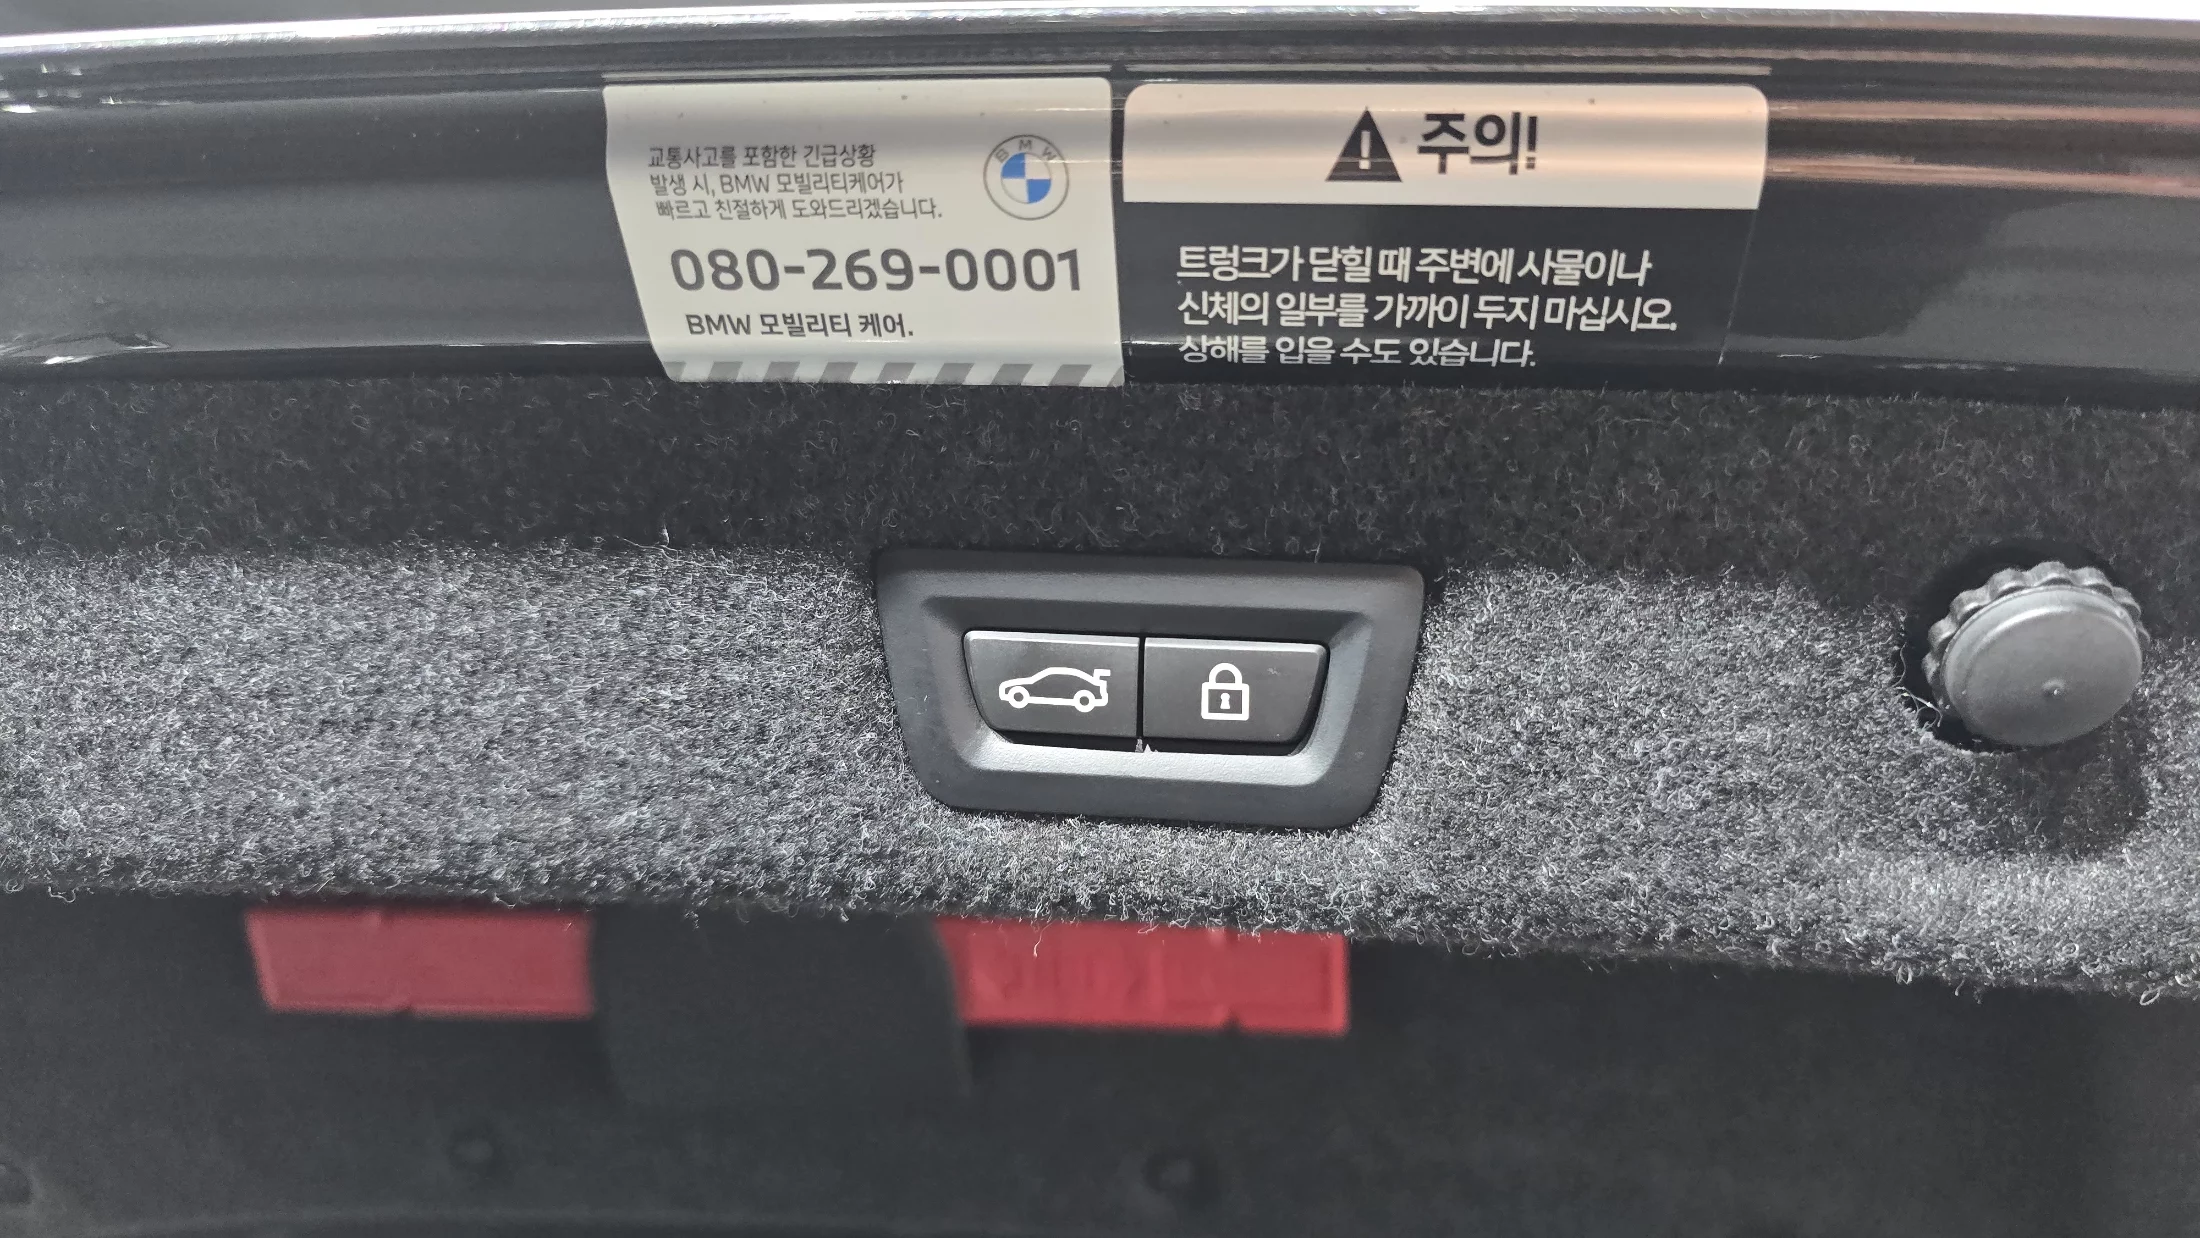 교통사고를 포함한 긴급상황
발생 시, BMW 모빌리티케어가
빠르고 친절하게 도와드리겠습니다.
BMW
080-269-0001
BMW 모빌리티 케어.
주의!
트렁크가 닫힐 때 주변에 사물이나
신체의 일부를 가까이 두지 마십시오.
상해를 입을 수도 있습니다.